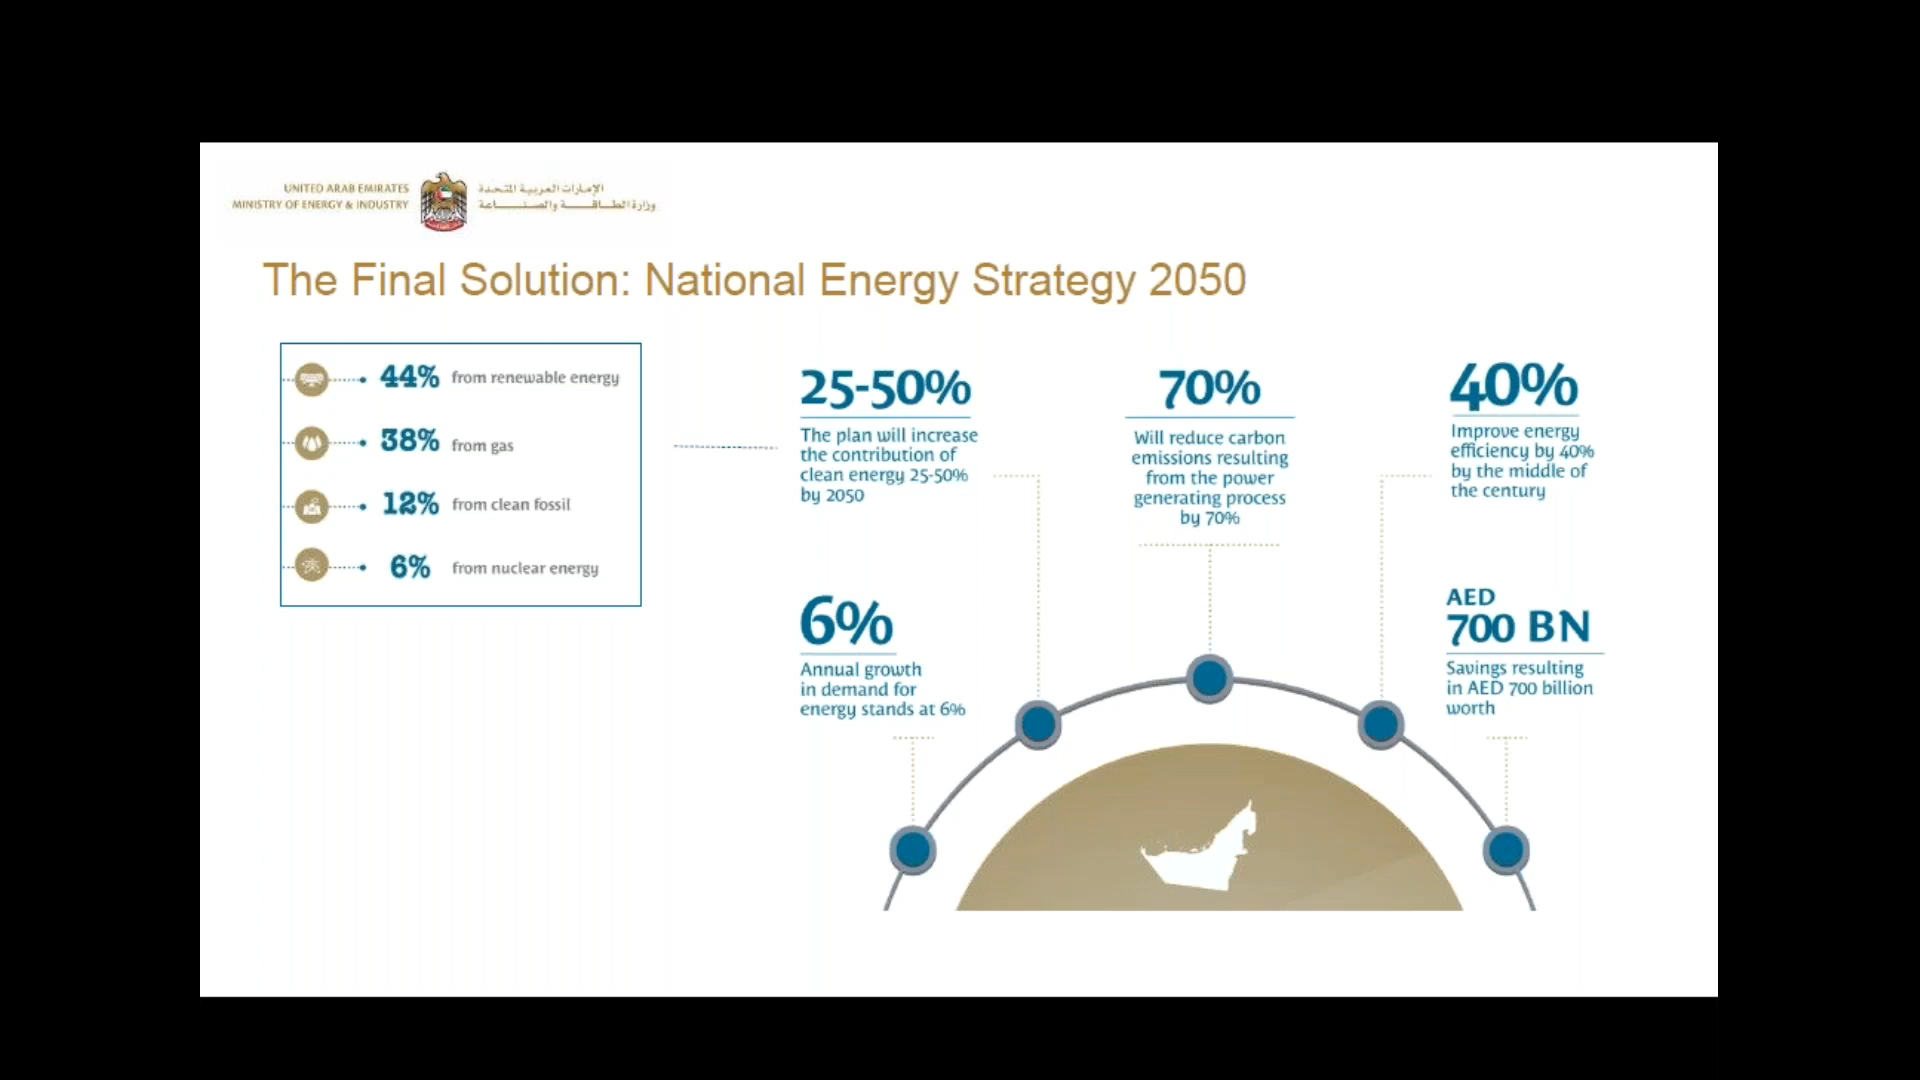 UNITED ARAB EMIRATES
MINISTRY OF ENERGY & INDUSTRY
الإمارات العربية المتحدة
وزارة الطاقة والصناعة
The Final Solution: National Energy Strategy 2050
44% from renewable energy
38% from gas
12% from clean fossil
6% from nuclear energy
25-50%
The plan will increase
the contribution of
clean energy 25-50%
by 2050
70%
Will reduce carbon
emissions resulting
from the power
generating process
by 70%
40%
Improve energy
efficiency by 40%
by the middle of
the century
6%
Annual growth
in demand for
energy stands at 6%
AED
700 BN
Savings resulting
in AED 700 billion
worth